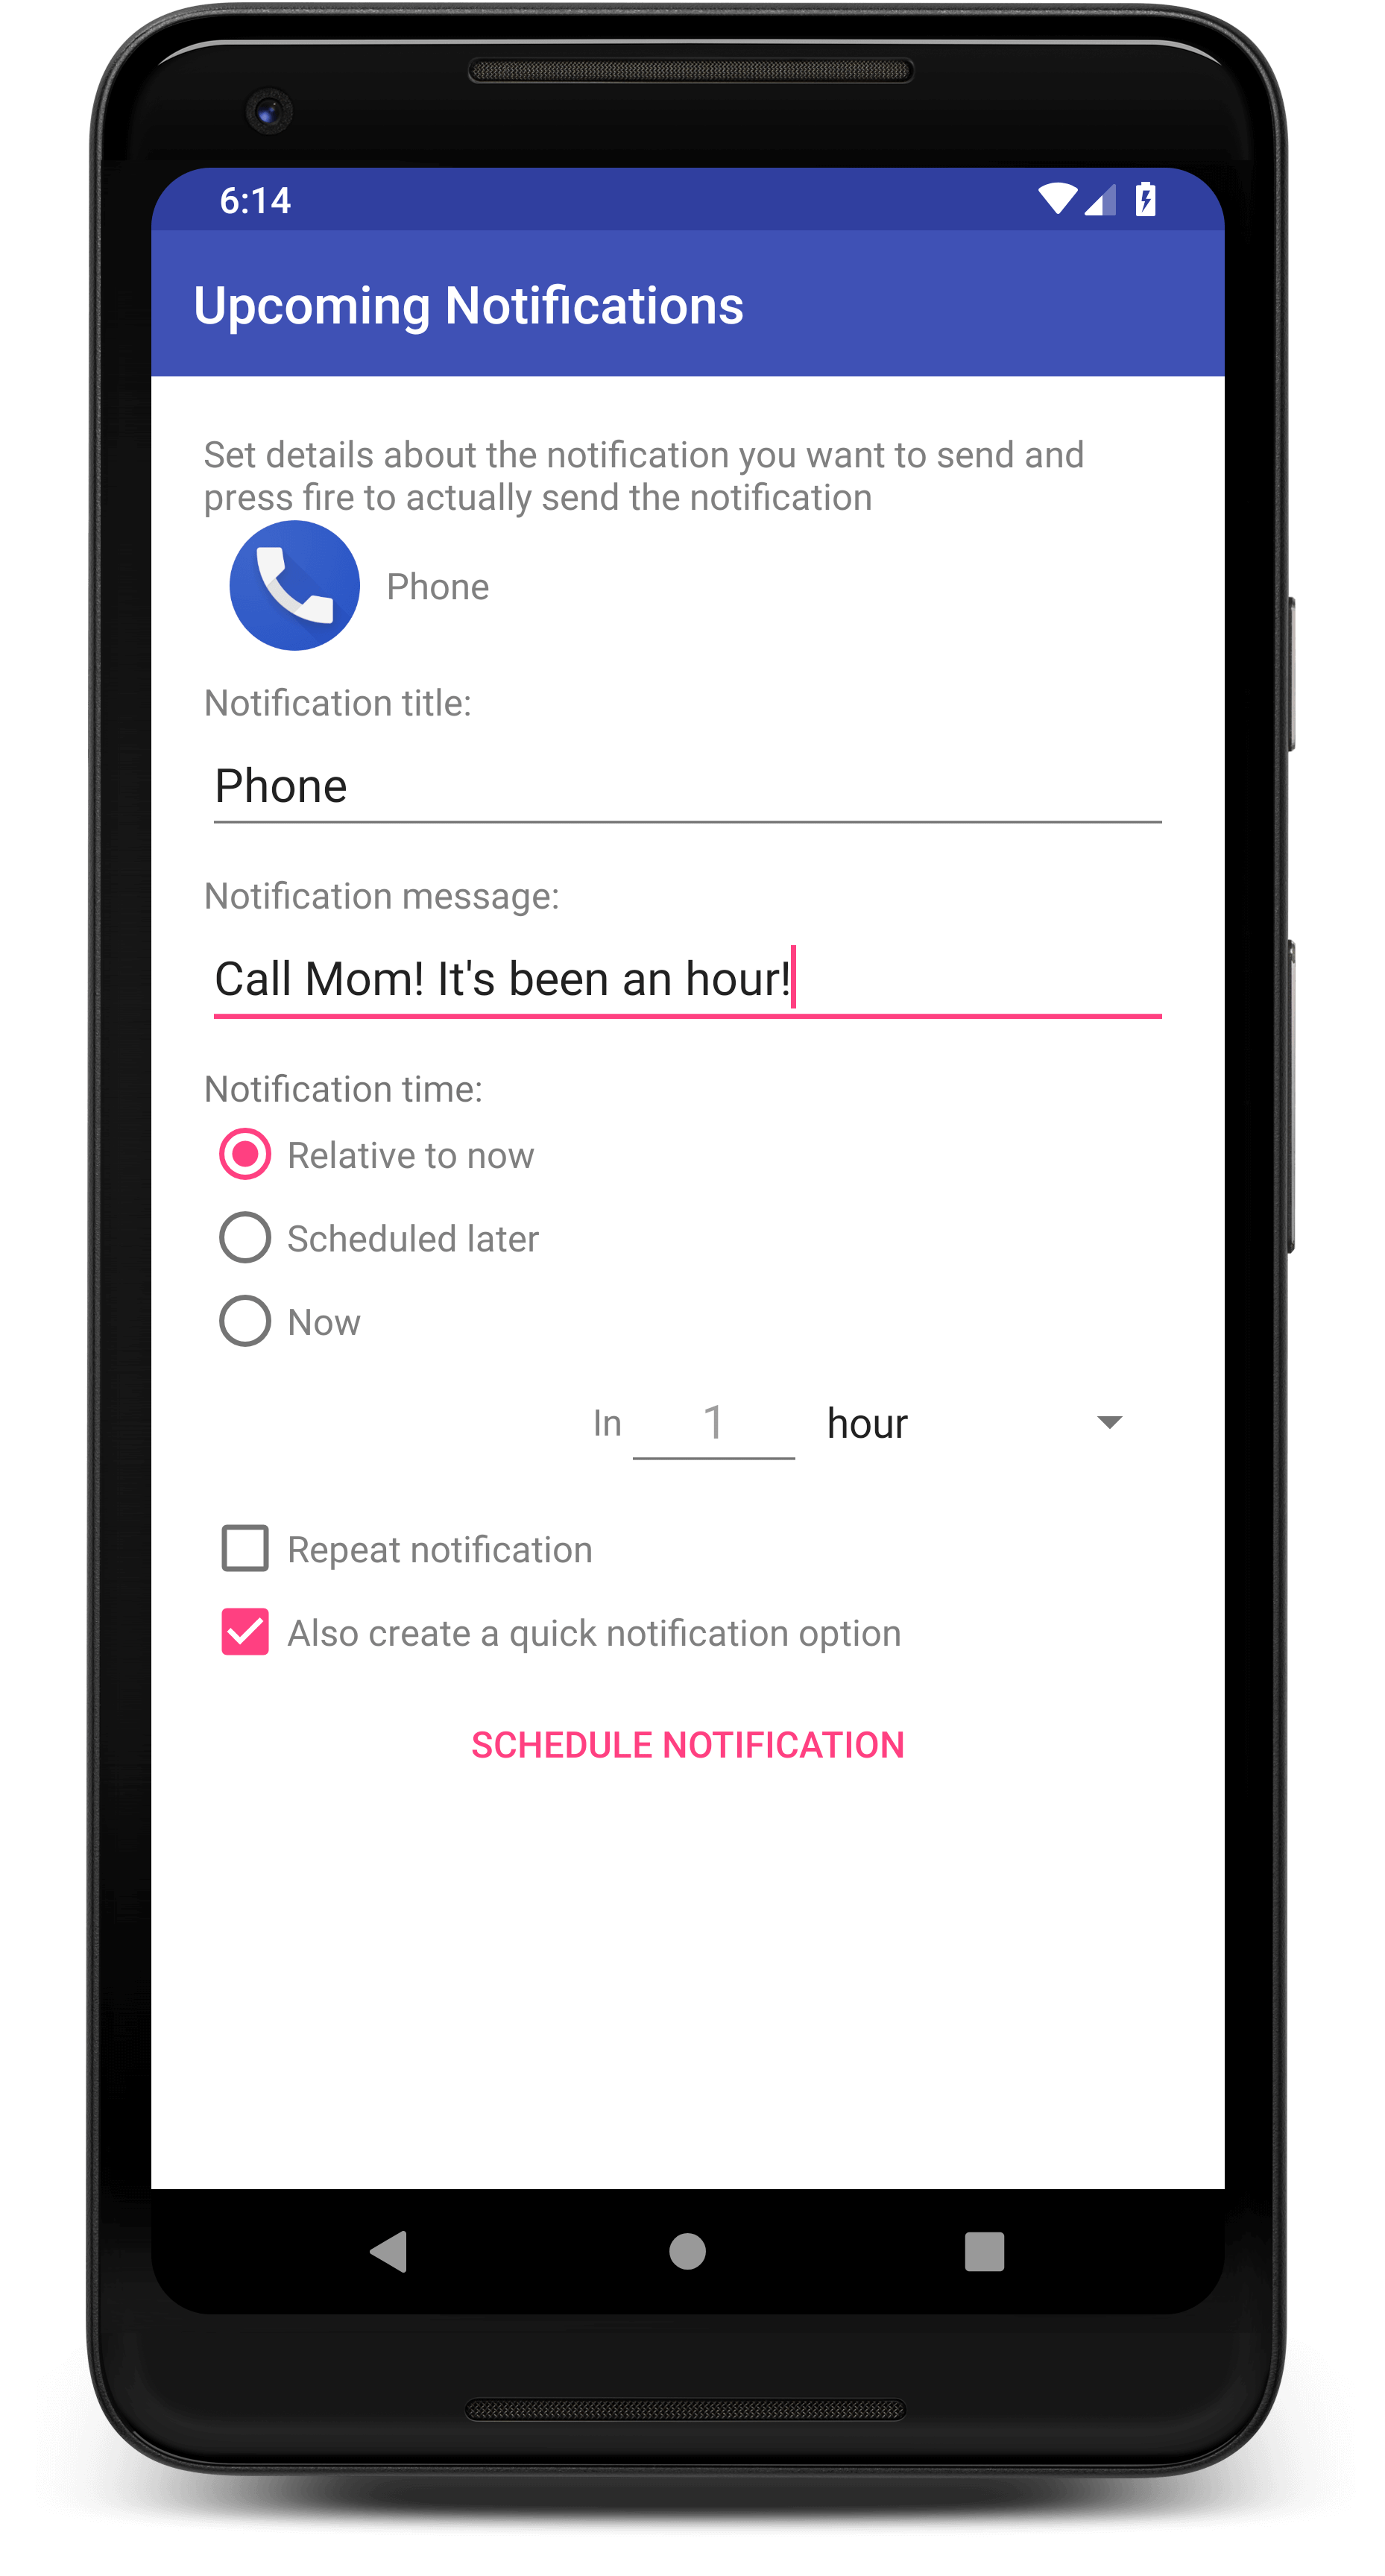 6:14
Upcoming Notifications
Set details about the notification you want to send and
press fire to actually send the notification
Phone
Notification title:
Phone
Notification message:
Call Mom! It's been an hour!
Notification time:
Relative to now
Scheduled later
Now
In 1 hour
Repeat notification
Also create a quick notification option
SCHEDULE NOTIFICATION